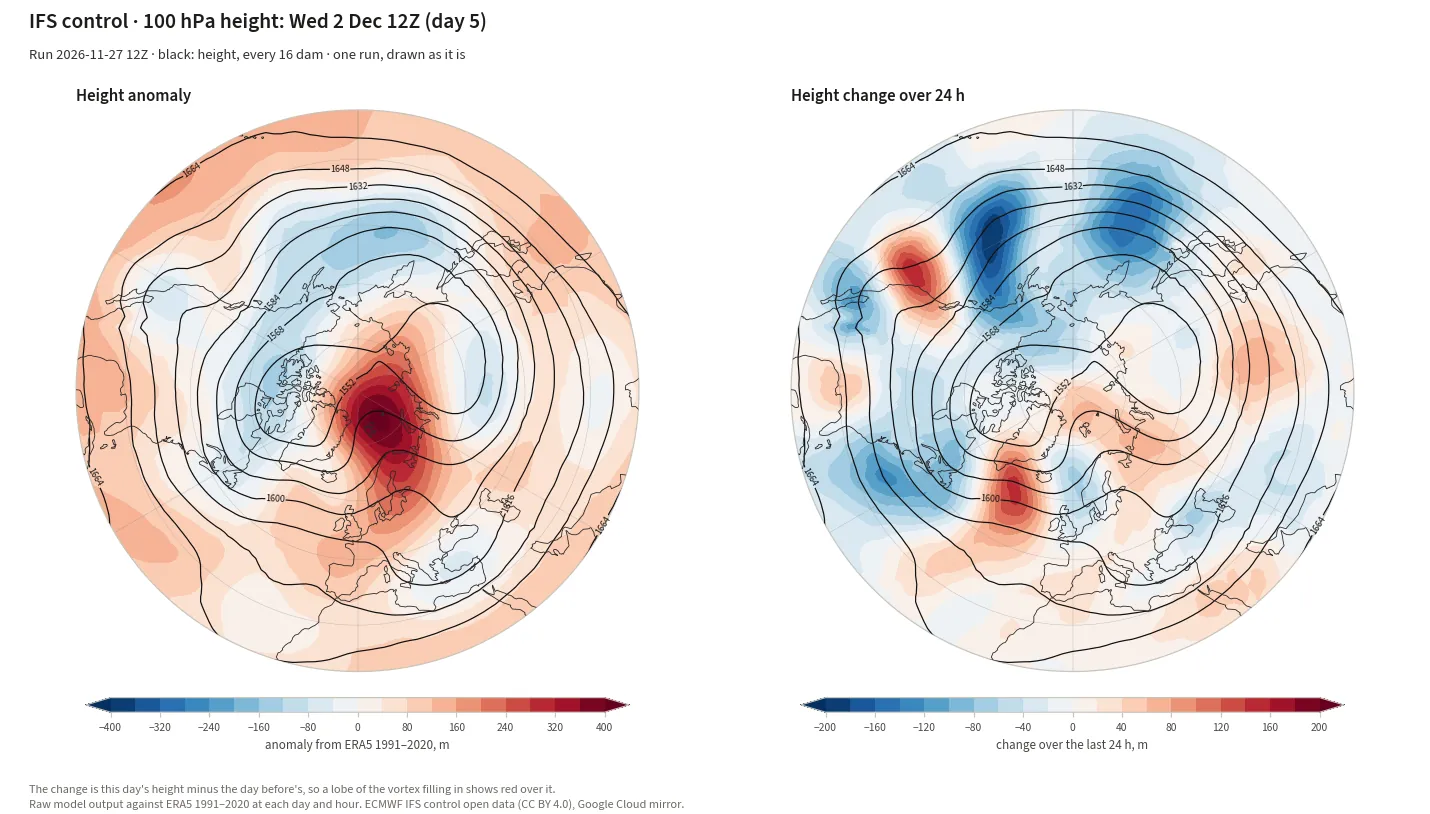 IFS control · 100 hPa height: Wed 2 Dec 12Z (day 5)
Run 2026-11-27 12Z · black: height, every 16 dam · one run, drawn as it is
Height anomaly
Height change over 24 h
1664
1648
1632
1584
1568
1552
1600
1616
1664
1664
1664
1648
1632
1584
1568
1552
1600
1616
1664
1664
−400 −320 −240 −160 −80 0 80 160 240 320 400
anomaly from ERA5 1991–2020, m
−200 −160 −120 −80 −40 0 40 80 120 160 200
change over the last 24 h, m
The change is this day's height minus the day before's, so a lobe of the vortex filling in shows red over it.
Raw model output against ERA5 1991–2020 at each day and hour. ECMWF IFS control open data (CC BY 4.0), Google Cloud mirror.